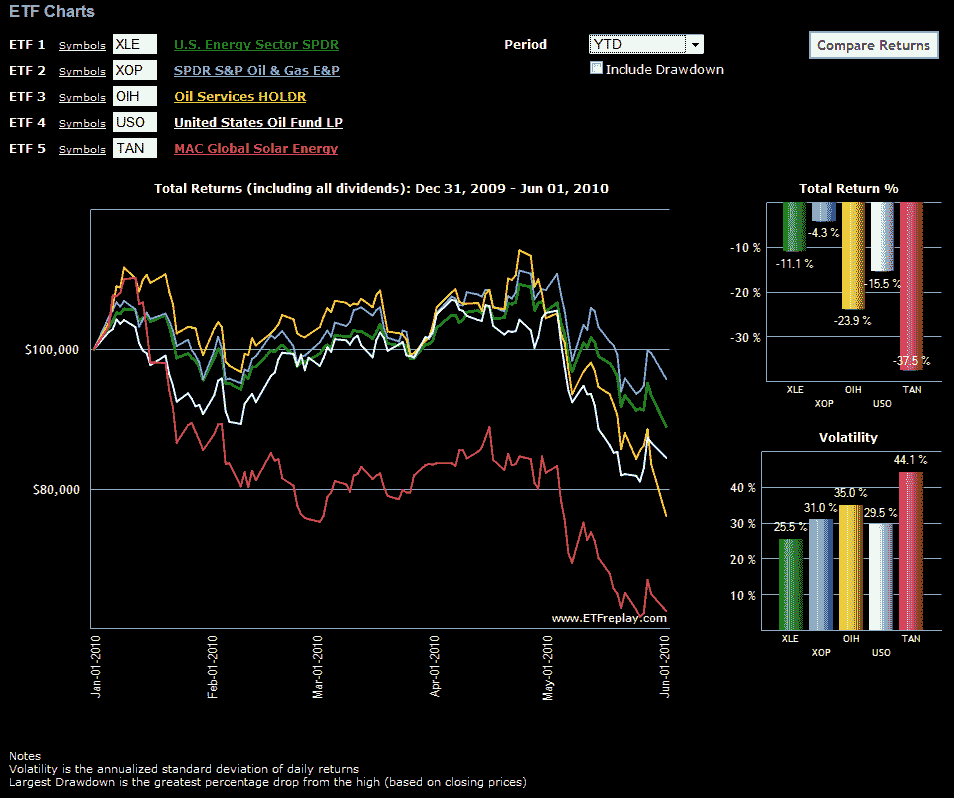 ETF Charts
ETF 1 Symbols XLE U.S. Energy Sector SPDR Period YTD Compare Returns
ETF 2 Symbols XOP SPDR S&P Oil & Gas E&P Include Drawdown
ETF 3 Symbols OIH Oil Services HOLDR
ETF 4 Symbols USO United States Oil Fund LP
ETF 5 Symbols TAN MAC Global Solar Energy
Total Returns (including all dividends): Dec 31, 2009 - Jun 01, 2010
$100,000
$80,000
www.ETFreplay.com
Jan-01-2010 Feb-01-2010 Mar-01-2010 Apr-01-2010 May-01-2010 Jun-01-2010
Total Return %
-10 %
-20 %
-30 %
-11.1 % -4.3 % -23.9 % -15.5 % -37.5 %
XLE OIH TAN
XOP USO
Volatility
40 %
30 %
20 %
10 %
25.5 % 31.0 % 35.0 % 29.5 % 44.1 %
XLE OIH TAN
XOP USO
Notes
Volatility is the annualized standard deviation of daily returns
Largest Drawdown is the greatest percentage drop from the high (based on closing prices)